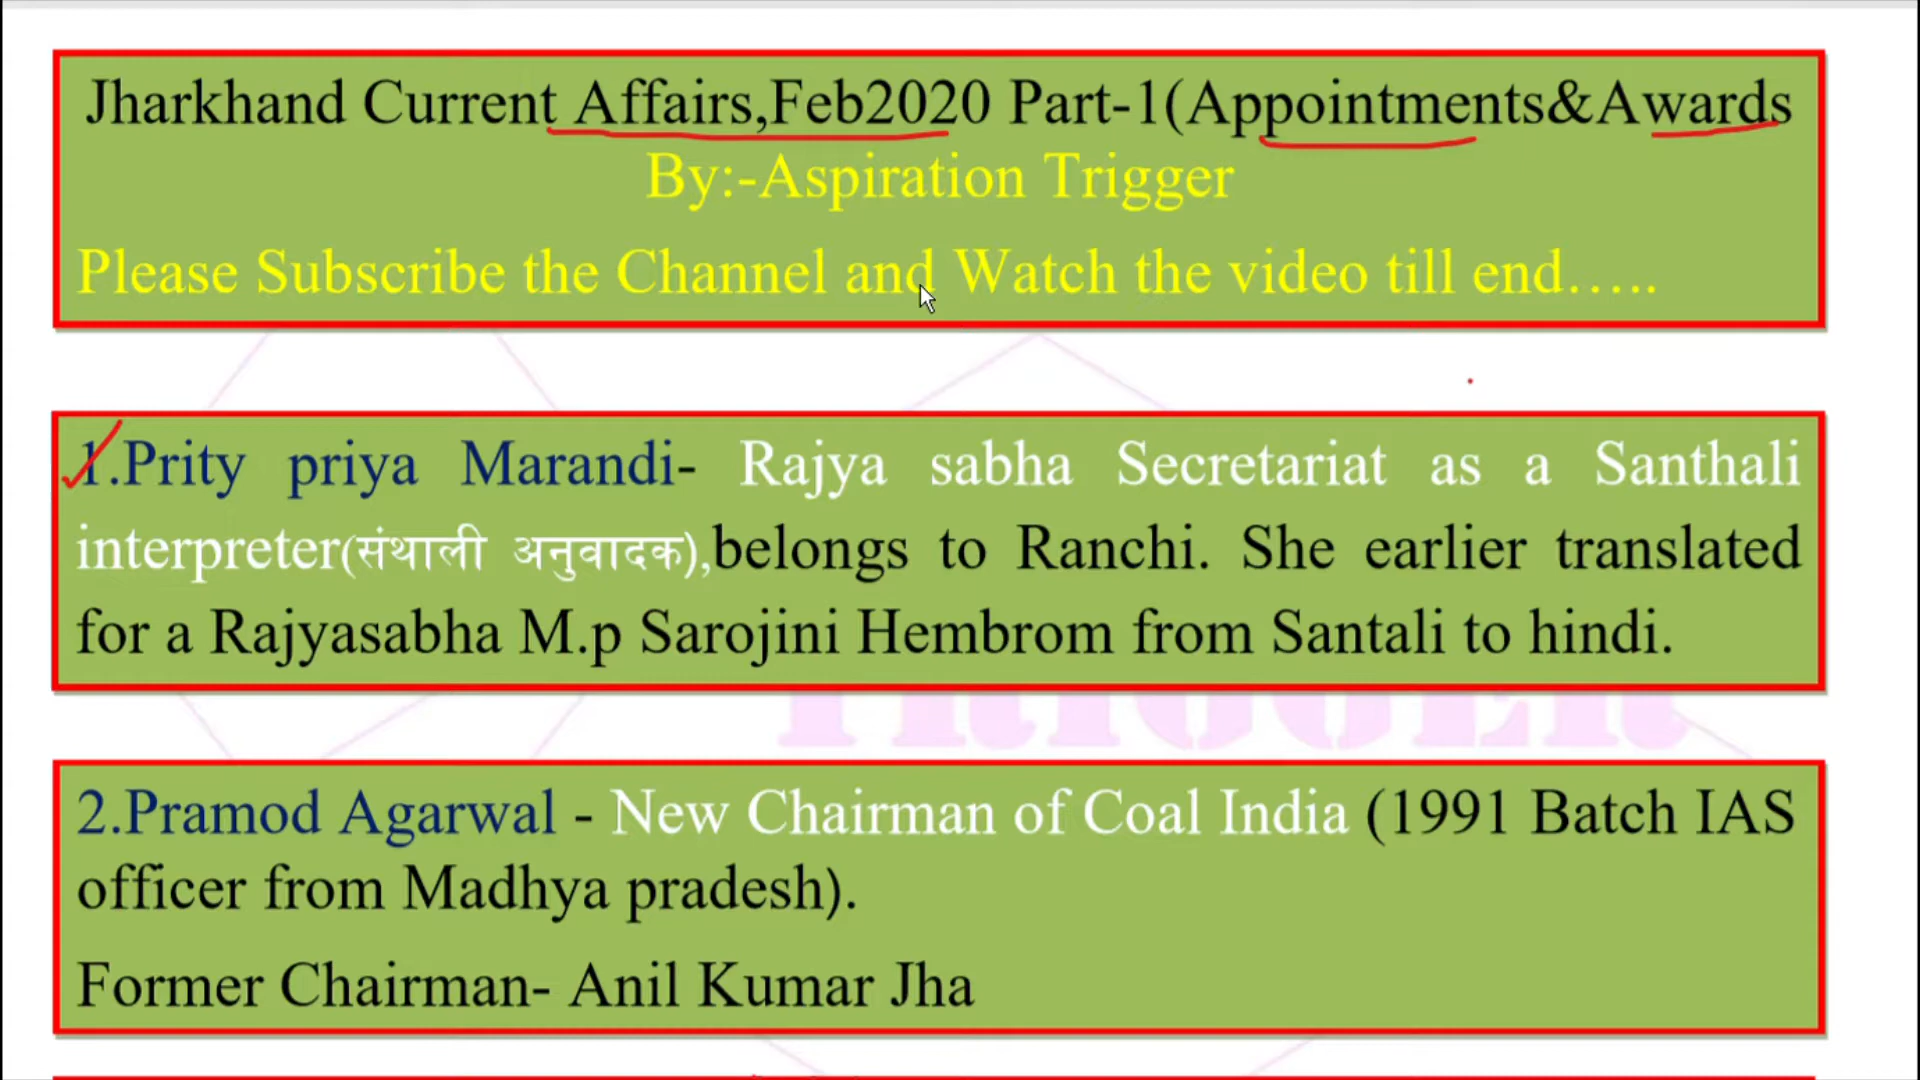 Jharkhand Current Affairs,Feb2020 Part-1(Appointments&Awards
By:-Aspiration Trigger
Please Subscribe the Channel and Watch the video till end.....
1.Prity priya Marandi- Rajya sabha Secretariat as a Santhali
interpreter(संथाली अनुवादक),belongs to Ranchi. She earlier translated
for a Rajyasabha M.p Sarojini Hembrom from Santali to hindi.
TRIGGER
2.Pramod Agarwal - New Chairman of Coal India (1991 Batch IAS
officer from Madhya pradesh).
Former Chairman- Anil Kumar Jha